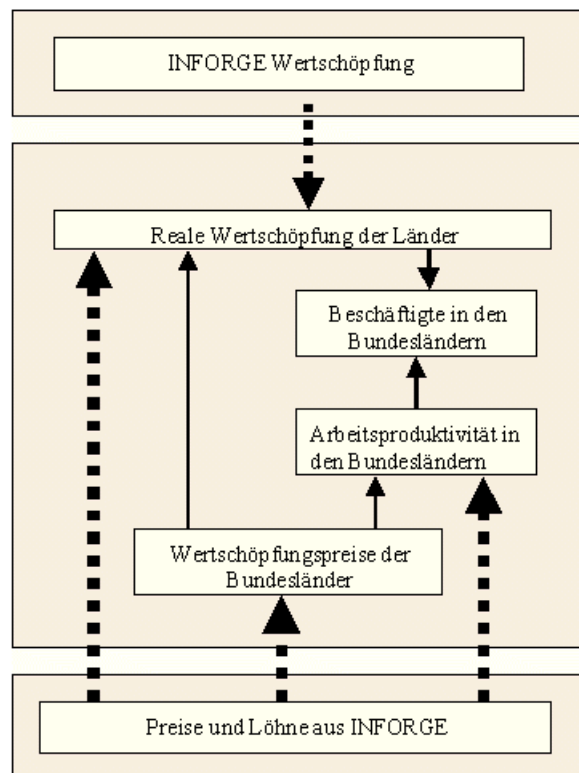 INFORGE Wertschöpfung
Reale Wertschöpfung der Länder
Beschäftigte in den
Bundesländern
Arbeitsproduktivität in
den Bundesländern
Wertschöpfungspreise der
Bundesländer
Preise und Löhne aus INFORGE